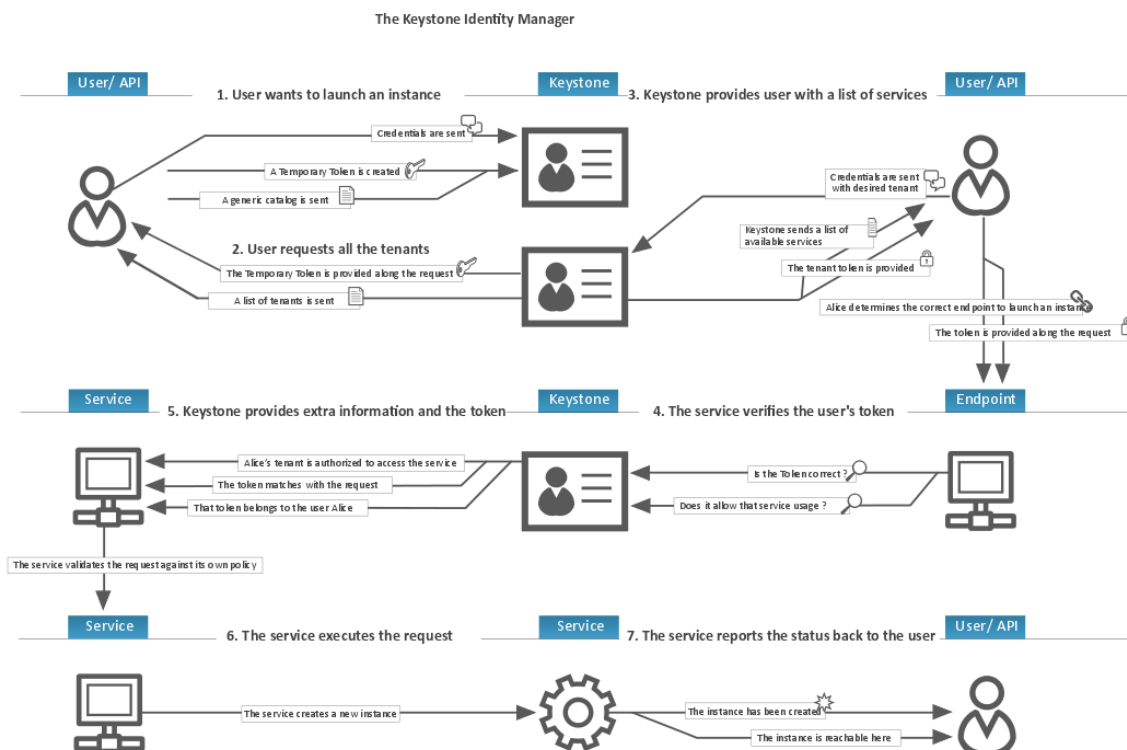 The Keystone Identity Manager
User/ API
1. User wants to launch an instance
Keystone
3. Keystone provides user with a list of services
User/ API
Credentials are sent
A Temporary Token is created
A generic catalog is sent
Credentials are sent
with desired tenant
Keystone sends a list of
available services
2. User requests all the tenants
The Temporary Token is provided along the request
The tenant token is provided
A list of tenants is sent
Alice determines the correct endpoint to launch an instance
The token is provided along the request
Service
5. Keystone provides extra information and the token
Keystone
4. The service verifies the user's token
Endpoint
Alice's tenant is authorized to access the service
Is the Token correct ?
The token matches with the request
That token belongs to the user Alice
Does it allow that service usage ?
The service validates the request against its own policy
Service
6. The service executes the request
Service
7. The service reports the status back to the user
User/ API
The service creates a new instance
The instance has been created
The instance is reachable here